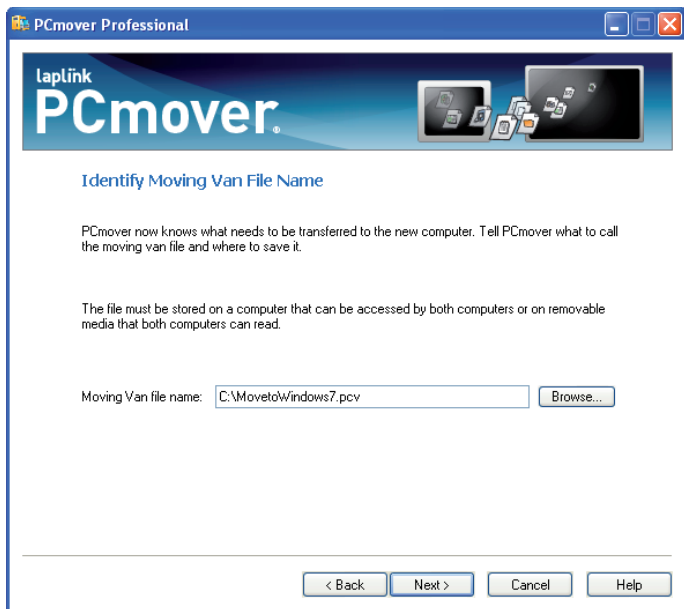 PCmover Professional
laplink
PCmover®
Identify Moving Van File Name
PCmover now knows what needs to be transferred to the new computer. Tell PCmover what to call
the moving van file and where to save it.
The file must be stored on a computer that can be accessed by both computers or on removable
media that both computers can read.
Moving Van file name: C:\MovetoWindows7.pcv Browse...
< Back Next > Cancel Help